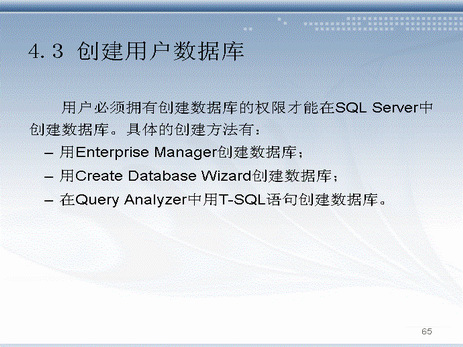 4.3 创建用户数据库
用户必须拥有创建数据库的权限才能在SQL Server中
创建数据库。具体的创建方法有：
– 用Enterprise Manager创建数据库；
– 用Create Database Wizard创建数据库；
– 在Query Analyzer中用T-SQL语句创建数据库。
65